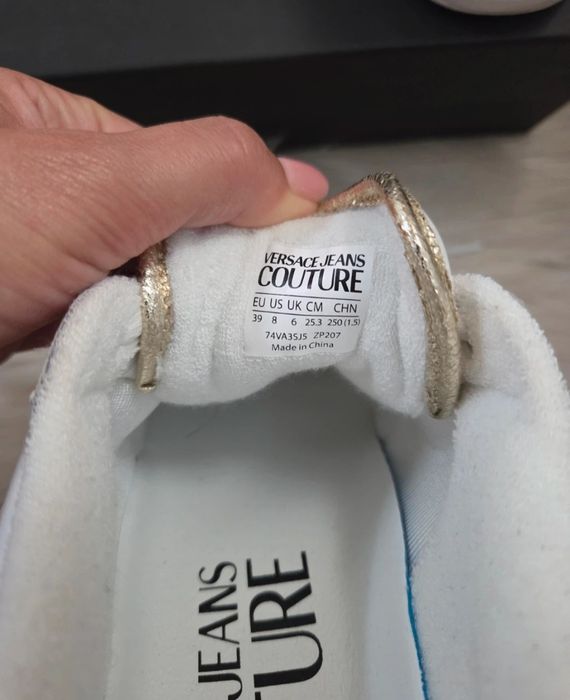 VERSACE JEANS
COUTURE
EU US UK CM CHN
39 8 6 25.3 250(1.5)
74VA3SJ5 ZP207
Made in China
JEANS
TURE